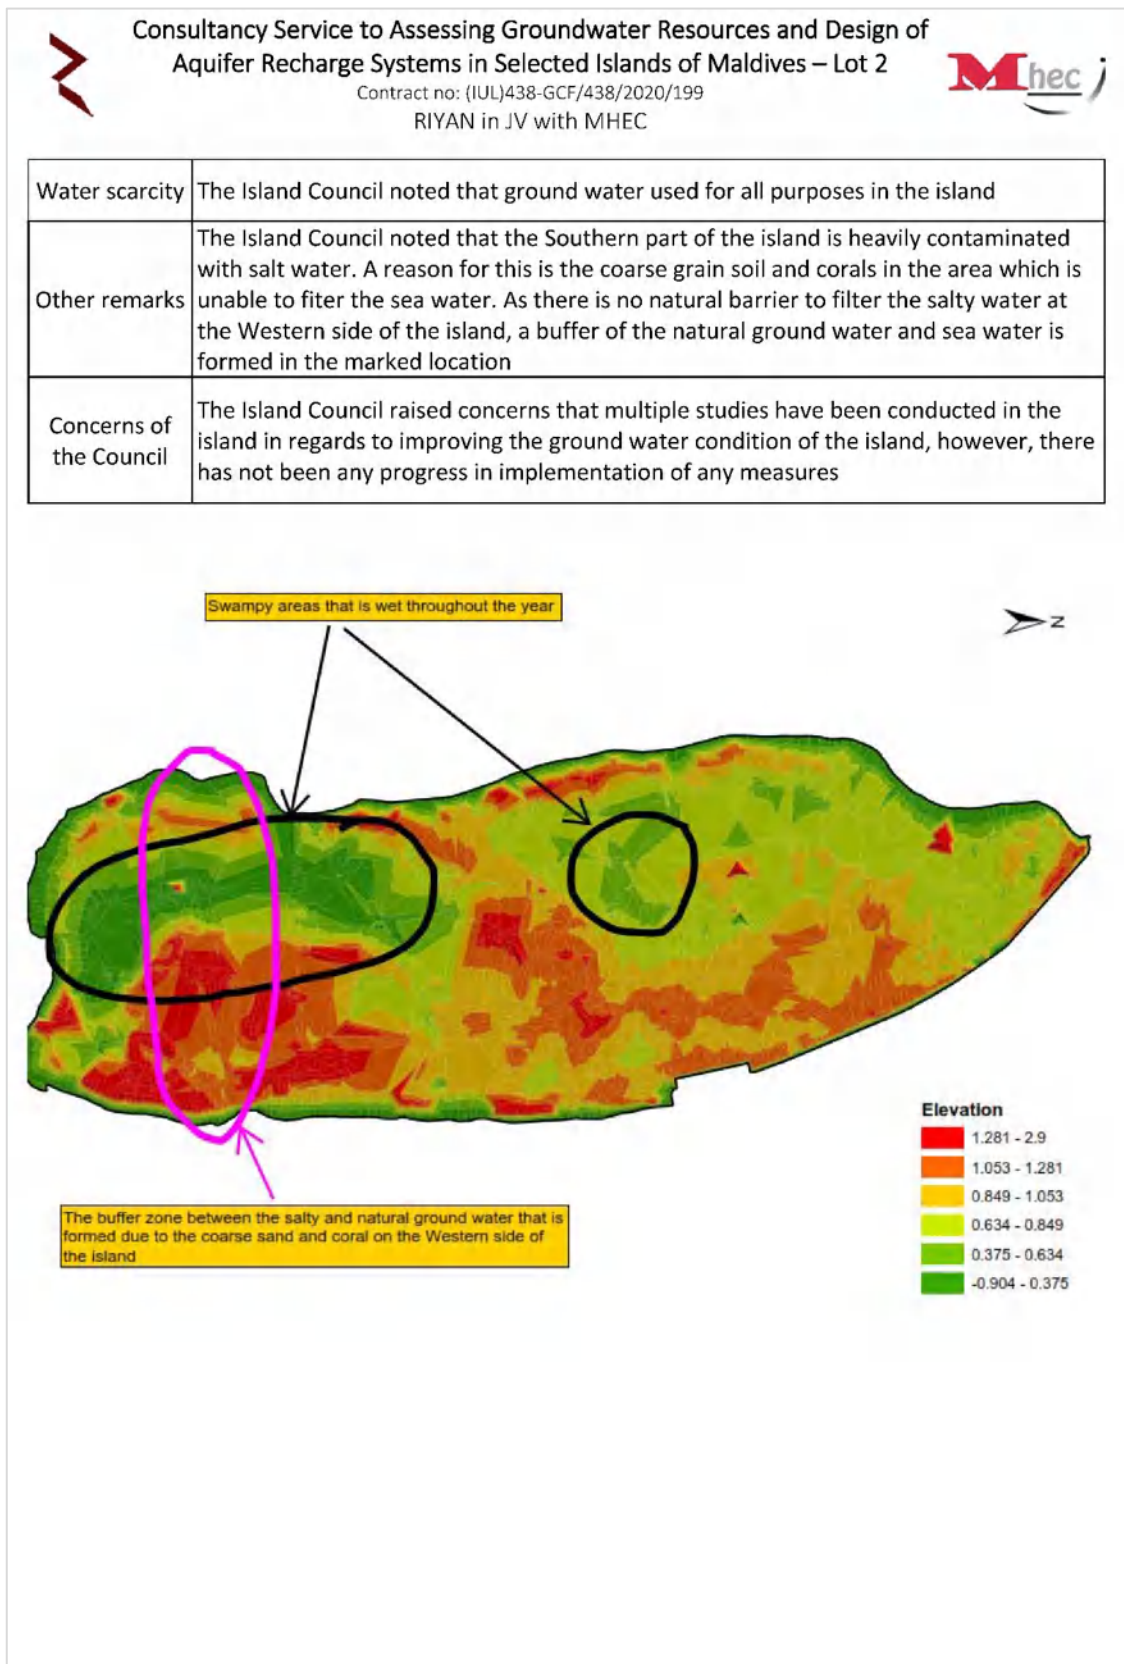 Consultancy Service to Assessing Groundwater Resources and Design of
Aquifer Recharge Systems in Selected Islands of Maldives – Lot 2
Contract no: (IUL)438-GCF/438/2020/199
RIYAN in JV with MHEC
Mhec
Water scarcity
The Island Council noted that ground water used for all purposes in the island
Other remarks
The Island Council noted that the Southern part of the island is heavily contaminated
with salt water. A reason for this is the coarse grain soil and corals in the area which is
unable to fiter the sea water. As there is no natural barrier to filter the salty water at
the Western side of the island, a buffer of the natural ground water and sea water is
formed in the marked location
Concerns of
the Council
The Island Council raised concerns that multiple studies have been conducted in the
island in regards to improving the ground water condition of the island, however, there
has not been any progress in implementation of any measures
Swampy areas that is wet throughout the year
N
The buffer zone between the salty and natural ground water that is
formed due to the coarse sand and coral on the Western side of
the island
Elevation
1.281 - 2.9
1.053 - 1.281
0.849 - 1.053
0.634 - 0.849
0.375 - 0.634
-0.904 - 0.375